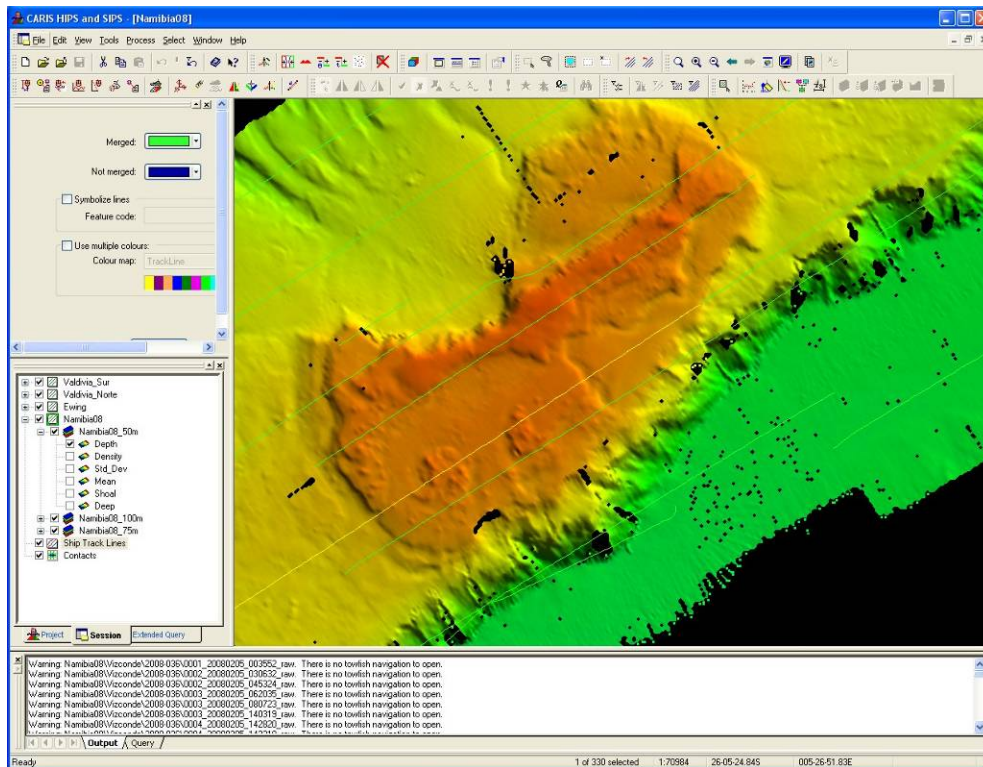 CARIS HIPS and SIPS - [Namibia08]
File Edit View Tools Process Select Window Help
Merged:
Not merged:
Symbolize lines
Feature code:
Use multiple colours:
Colour map: TrackLine
Valdivia_Sur
Valdivia_Norte
Ewing
Namibia08
Namibia08_50m
Depth
Density
Std_Dev
Mean
Shoal
Deep
Namibia08_100m
Namibia08_75m
Ship Track Lines
Contacts
Project Session Extended Query
Warning: Namibia08\Vizconde\2008-036\0001_20080205_003552_raw. There is no towfish navigation to open.
Warning: Namibia08\Vizconde\2008-036\0002_20080205_030632_raw. There is no towfish navigation to open.
Warning: Namibia08\Vizconde\2008-036\0002_20080205_045324_raw. There is no towfish navigation to open.
Warning: Namibia08\Vizconde\2008-036\0003_20080205_062035_raw. There is no towfish navigation to open.
Warning: Namibia08\Vizconde\2008-036\0003_20080205_080723_raw. There is no towfish navigation to open.
Warning: Namibia08\Vizconde\2008-036\0003_20080205_140319_raw. There is no towfish navigation to open.
Warning: Namibia08\Vizconde\2008-036\0004_20080205_142820_raw. There is no towfish navigation to open.
Output Query
Ready 1 of 330 selected 1:70984 26-05-24.84S 005-26-51.83E